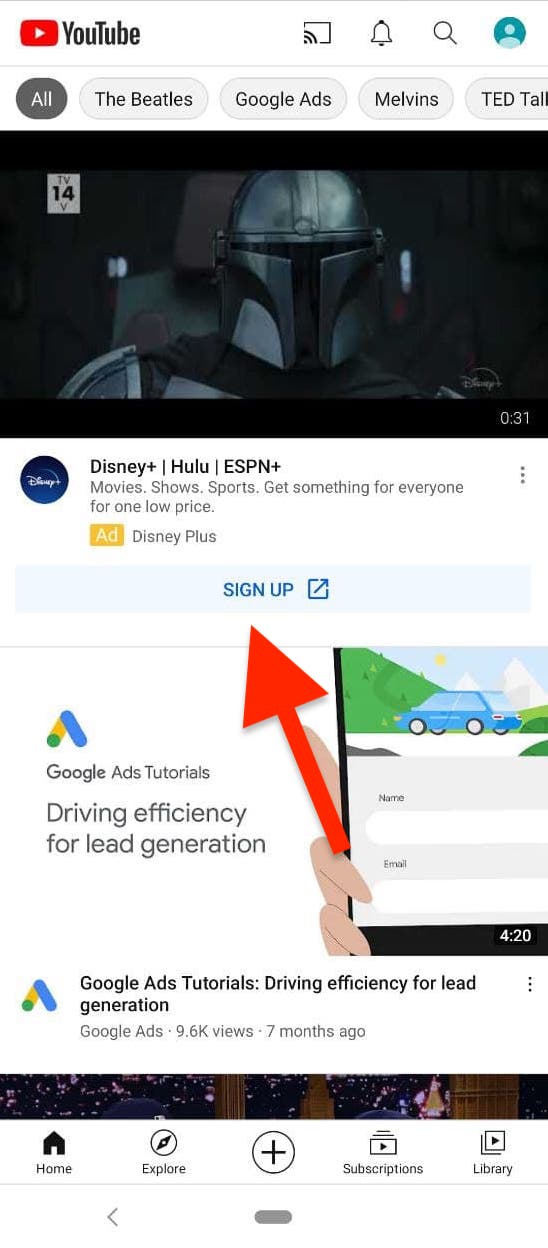 YouTube
All
The Beatles
Google Ads
Melvins
TED Tal
TV
14
V
Disney+
0:31
Disney+
Disney+ | Hulu | ESPN+
Movies. Shows. Sports. Get something for everyone
for one low price.
Ad Disney Plus
SIGN UP
Google Ads Tutorials
Driving efficiency
for lead generation
Name
Email
4:20
Google Ads Tutorials: Driving efficiency for lead
generation
Google Ads · 9.6K views · 7 months ago
Home
Explore
Subscriptions
Library